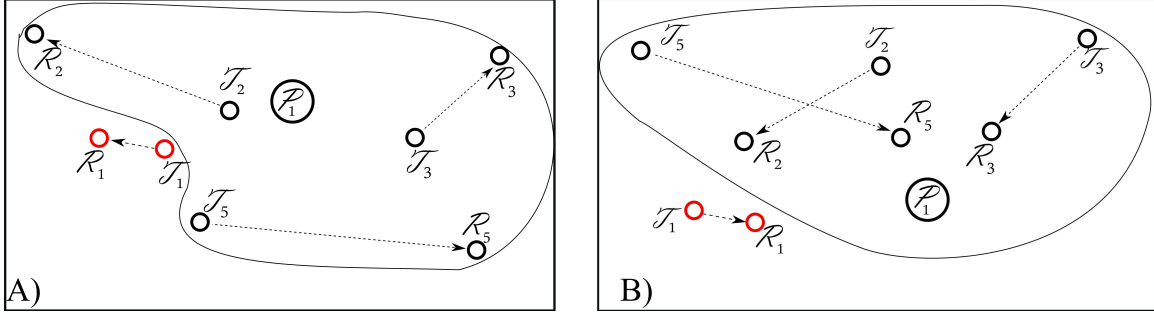 𝒯₅
𝒯₂
ℛ₂
𝒯₂
𝒫₁
ℛ₃
𝒯₃
ℛ₁
𝒯₁
𝒯₃
ℛ₅
ℛ₂
ℛ₃
𝒯₅
ℛ₅
𝒫₁
𝒯₁
ℛ₁
A)
B)